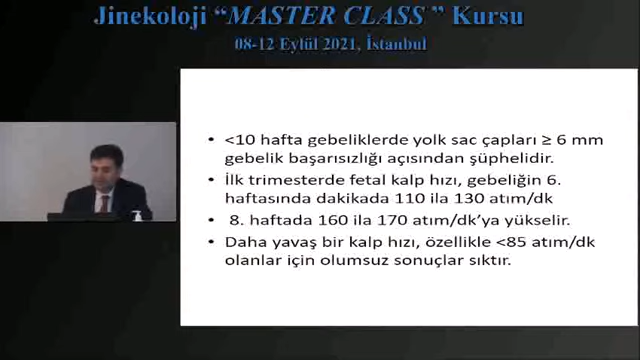 Jinekoloji “MASTER CLASS ” Kursu
08-12 Eylül 2021, İstanbul
• <10 hafta gebeliklerde yolk sac çapları ≥ 6 mm
gebelik başarısızlığı açısından şüphelidir.
• İlk trimesterde fetal kalp hızı, gebeliğin 6.
haftasında dakikada 110 ila 130 atım/dk
• 8. haftada 160 ila 170 atım/dk’ya yükselir.
• Daha yavaş bir kalp hızı, özellikle <85 atım/dk
olanlar için olumsuz sonuçlar sıktır.